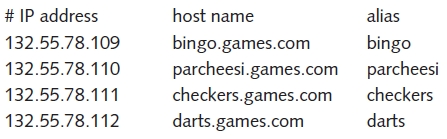 # IP address host name alias
132.55.78.109 bingo.games.com bingo
132.55.78.110 parcheesi.games.com parcheesi
132.55.78.111 checkers.games.com checkers
132.55.78.112 darts.games.com darts